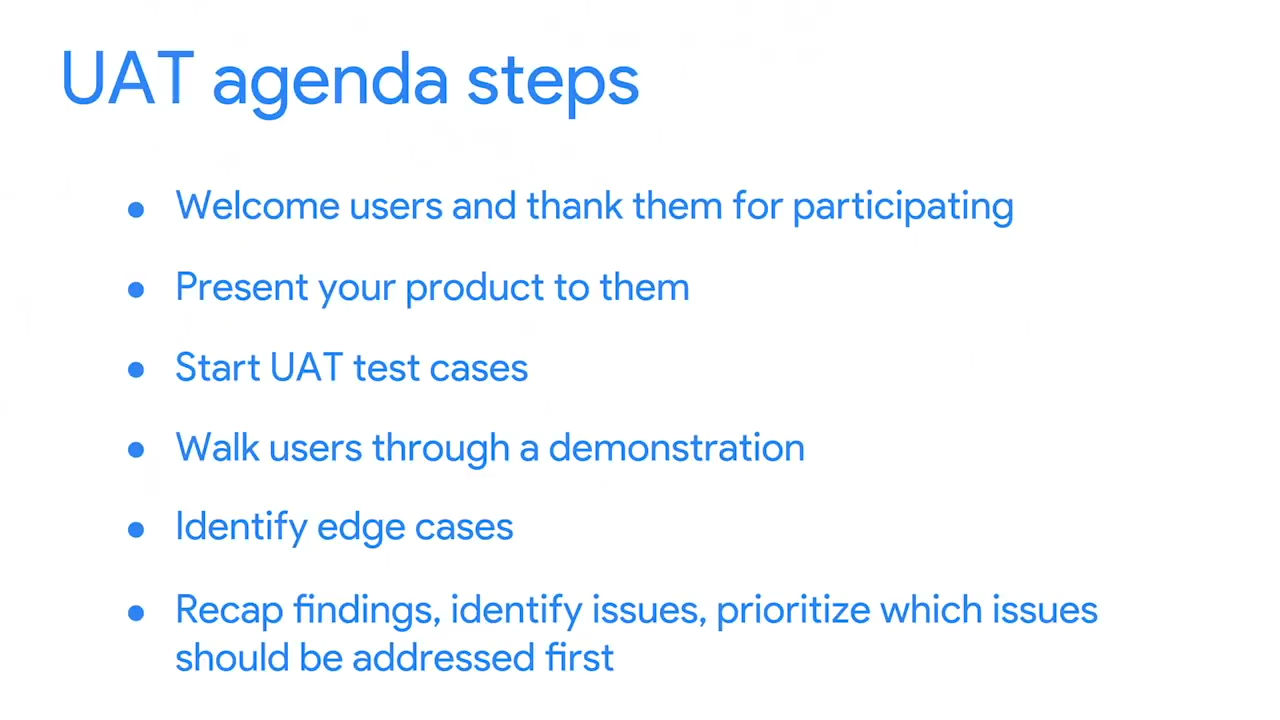 UAT agenda steps
● Welcome users and thank them for participating
● Present your product to them
● Start UAT test cases
● Walk users through a demonstration
● Identify edge cases
● Recap findings, identify issues, prioritize which issues
should be addressed first